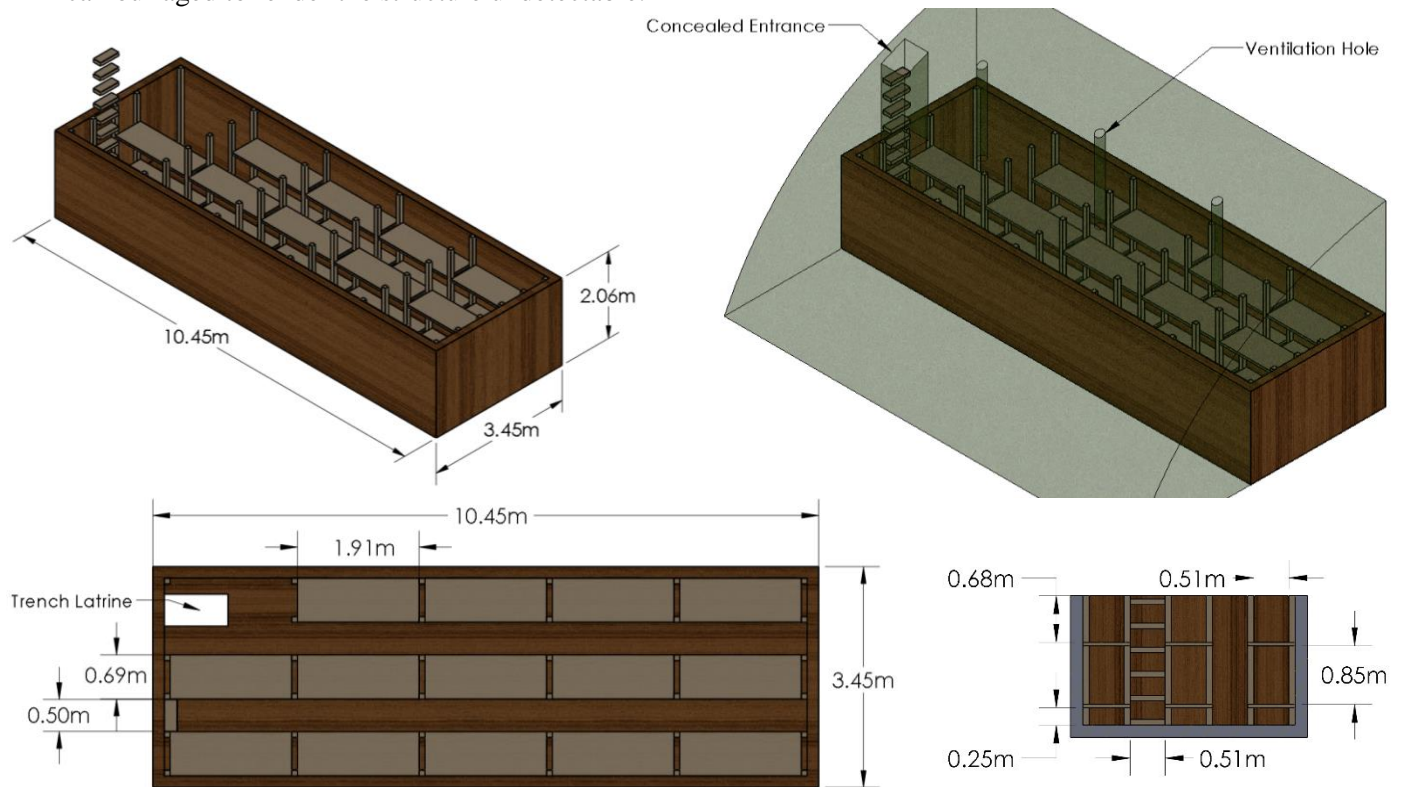 Concealed Entrance
Ventilation Hole
2.06m
10.45m
3.45m
10.45m
1.91m
Trench Latrine
0.69m
0.50m
3.45m
0.68m
0.51m
0.85m
0.25m
0.51m